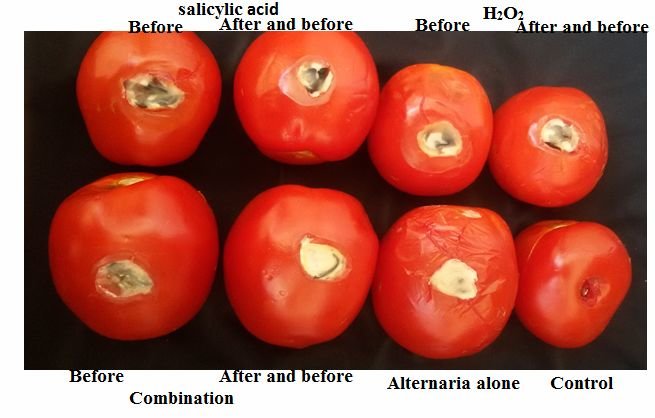 salicylic acid
Before
After and before
H₂O₂
Before
After and before
Before
After and before
Combination
Alternaria alone
Control